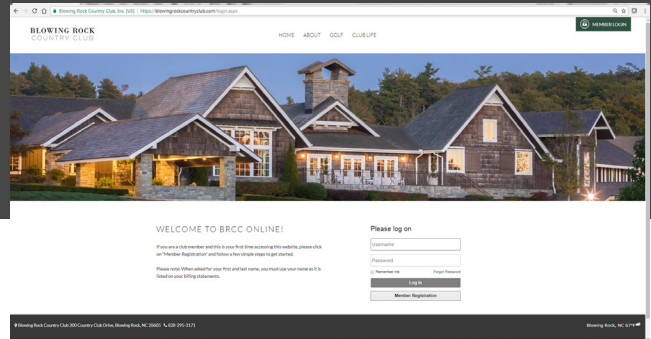 Blowing Rock Country Club, Inc. [US] | https://blowingrockcountryclub.com/login.aspx
MEMBER LOGIN
BLOWING ROCK
COUNTRY CLUB
HOME ABOUT GOLF CLUB LIFE
WELCOME TO BRCC ONLINE!
If you are a club member and this is your first time accessing this website, please click
on "Member Registration" and follow a few simple steps to get started.
Please note: When asked for your first and last name, you must use your name as it is
listed on your billing statements.
Please log on
Username
Password
Remember me Forgot Password
Log in
Member Registration
Blowing Rock Country Club 200 Country Club Drive, Blowing Rock, NC 28605 828-295-3171
Blowing Rock, NC 67°F